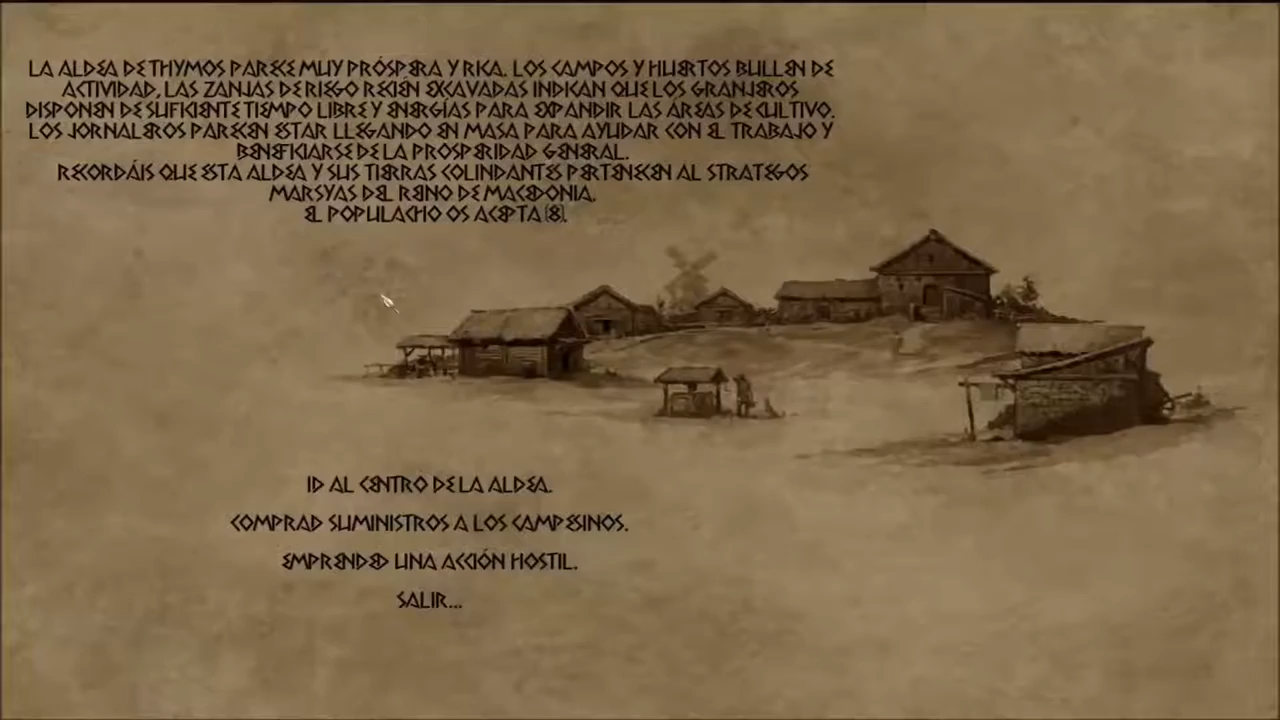 LA ALDEA DE THYMOS PARECE MUY PRÓSPERA Y RICA. LOS CAMPOS Y HUERTOS BULLEN DE
ACTIVIDAD, LAS ZANJAS DE RIEGO RECIÉN EXCAVADAS INDICAN QUE LOS GRANJEROS
DISPONEN DE SUFICIENTE TIEMPO LIBRE Y ENERGÍAS PARA EXPANDIR LAS ÁREAS DE CULTIVO.
LOS JORNALEROS PARECEN ESTAR LLEGANDO EN MASA PARA AYUDAR CON EL TRABAJO Y
BENEFICIARSE DE LA PROSPERIDAD GENERAL.
RECORDÁIS QUE ESTA ALDEA Y SUS TIERRAS COLINDANTES PERTENECEN AL STRATEGOS
MARSYAS DEL REINO DE MACEDONIA.
EL POPULACHO OS ACEPTA (8).
ID AL CENTRO DE LA ALDEA.
COMPRAD SUMINISTROS A LOS CAMPESINOS.
EMPRENDED UNA ACCIÓN HOSTIL.
SALIR...